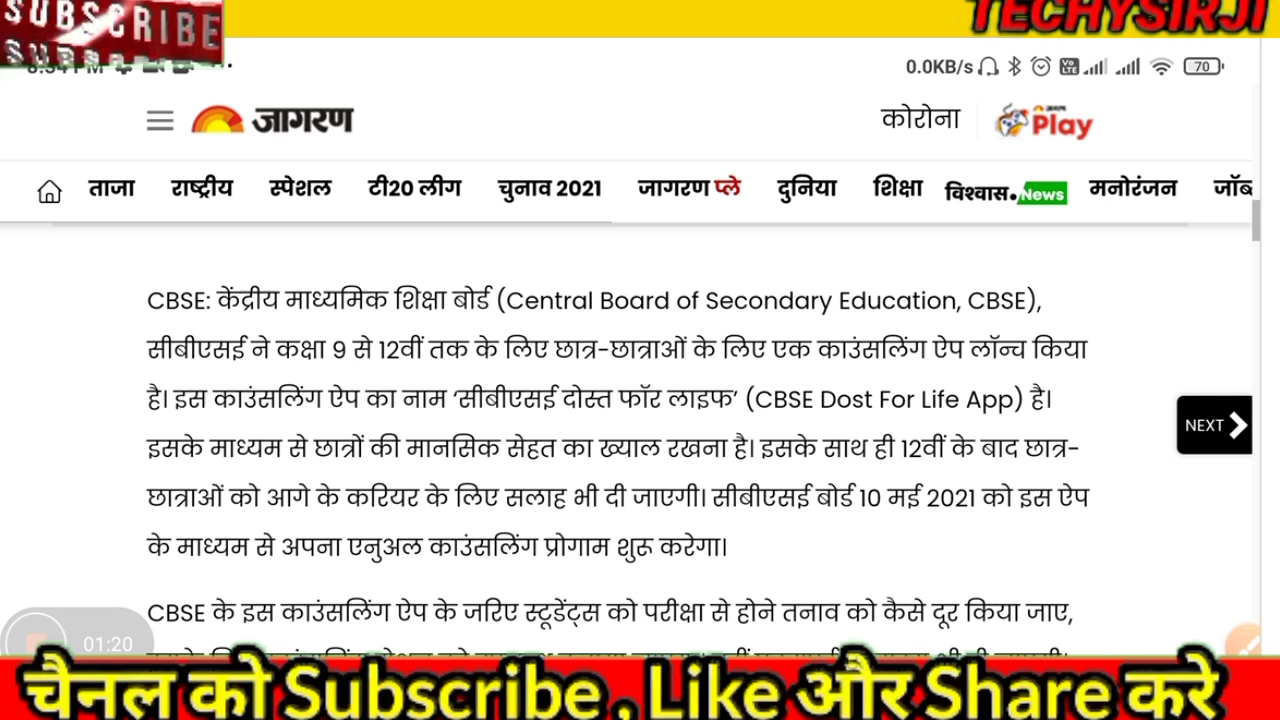 SUBSCRIBE
TECHYSIRJI
0.0KB/s Vo LTE 70
जागरण
कोरोना
जागरण Play
ताजा राष्ट्रीय स्पेशल टी20 लीग चुनाव 2021 जागरण प्ले दुनिया शिक्षा विश्वास.News मनोरंजन
CBSE: केंद्रीय माध्यमिक शिक्षा बोर्ड (Central Board of Secondary Education, CBSE),
सीबीएसई ने कक्षा 9 से 12वीं तक के लिए छात्र-छात्राओं के लिए एक काउंसलिंग ऐप लॉन्च किया
है। इस काउंसलिंग ऐप का नाम ‘सीबीएसई दोस्त फॉर लाइफ’ (CBSE Dost For Life App) है।
इसके माध्यम से छात्रों की मानसिक सेहत का ख्याल रखना है। इसके साथ ही 12वीं के बाद छात्र-
छात्राओं को आगे के करियर के लिए सलाह भी दी जाएगी। सीबीएसई बोर्ड 10 मई 2021 को इस ऐप
के माध्यम से अपना एनुअल काउंसलिंग प्रोगाम शुरू करेगा।
NEXT
CBSE के इस काउंसलिंग ऐप के जरिए स्टूडेंट्स को परीक्षा से होने तनाव को कैसे दूर किया जाए,
01:20
चैनल को Subscribe , Like और Share करे